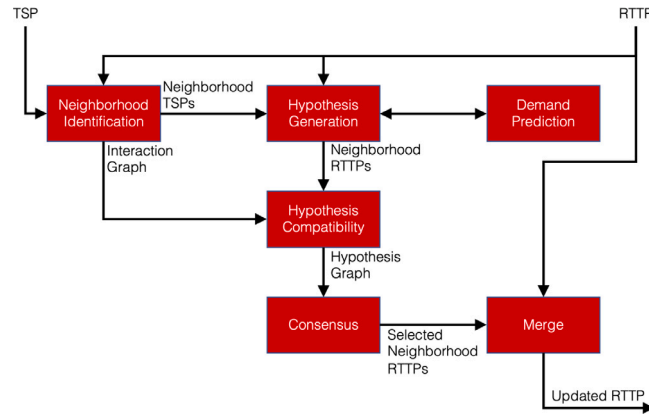 TSP
RTTP
Neighborhood
Identification
Neighborhood
TSPs
Hypothesis
Generation
Demand
Prediction
Interaction
Graph
Neighborhood
RTTPs
Hypothesis
Compatibility
Hypothesis
Graph
Consensus
Selected
Neighborhood
RTTPs
Merge
Updated RTTP